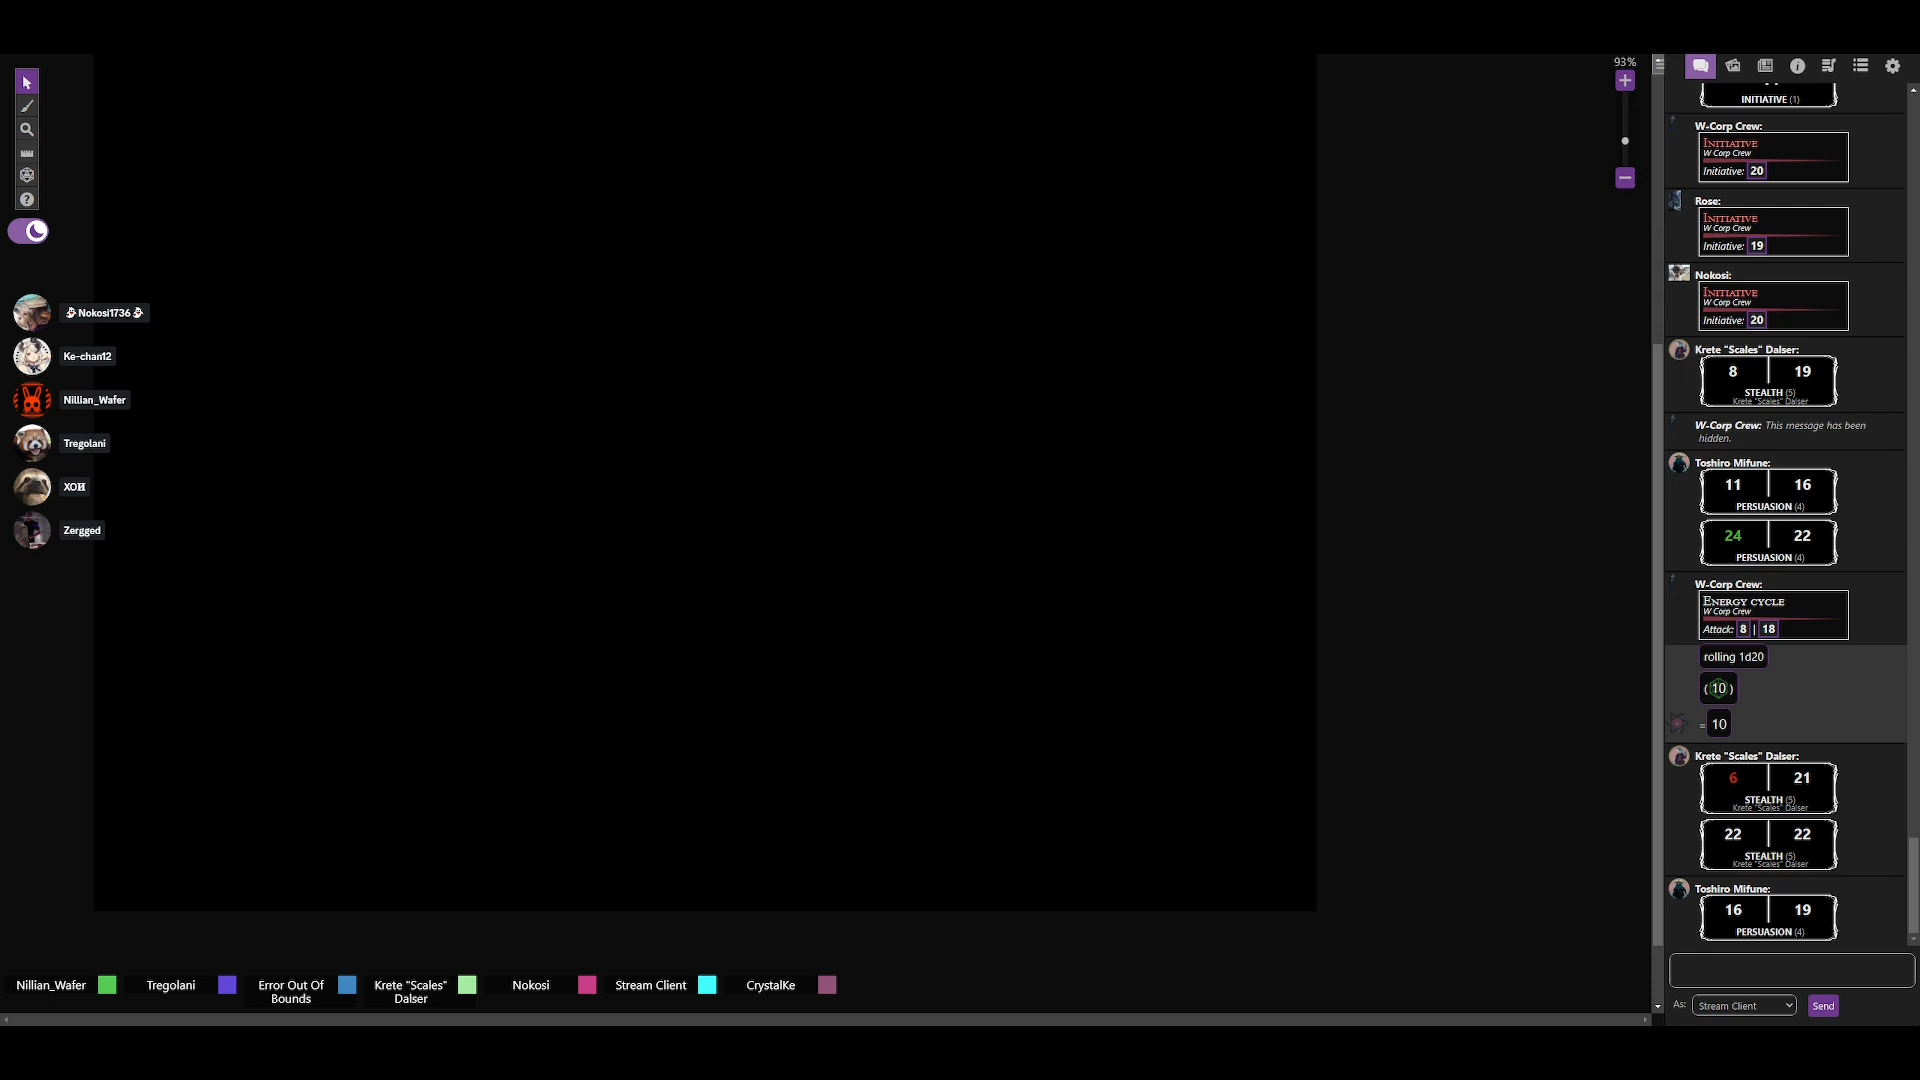 93%
Nokosi1736
Ke-chan12
Nillian_Wafer
Tregolani
Zergged
INITIATIVE (1)
W-Corp Crew:
INITIATIVE
W Corp Crew
Initiative: 20
Rose:
INITIATIVE
W Corp Crew
Initiative: 19
Nokosi:
INITIATIVE
W Corp Crew
Initiative: 20
Krete "Scales" Dalser:
8 19
STEALTH (5)
Krete "Scales" Dalser
W-Corp Crew: This message has been
hidden.
Toshiro Mifune:
11 16
PERSUASION (4)
24 22
PERSUASION (4)
W-Corp Crew:
ENERGY CYCLE
W Corp Crew
Attack: 8 | 18
rolling 1d20
(10)
= 10
Krete "Scales" Dalser:
6 21
STEALTH (5)
Krete "Scales" Dalser
22 22
STEALTH (5)
Krete "Scales" Dalser
Toshiro Mifune:
16 19
PERSUASION (4)
As: Stream Client Send
Nillian_Wafer
Tregolani
Error Out Of
Bounds
Krete "Scales"
Dalser
Nokosi
Stream Client
CrystalKe